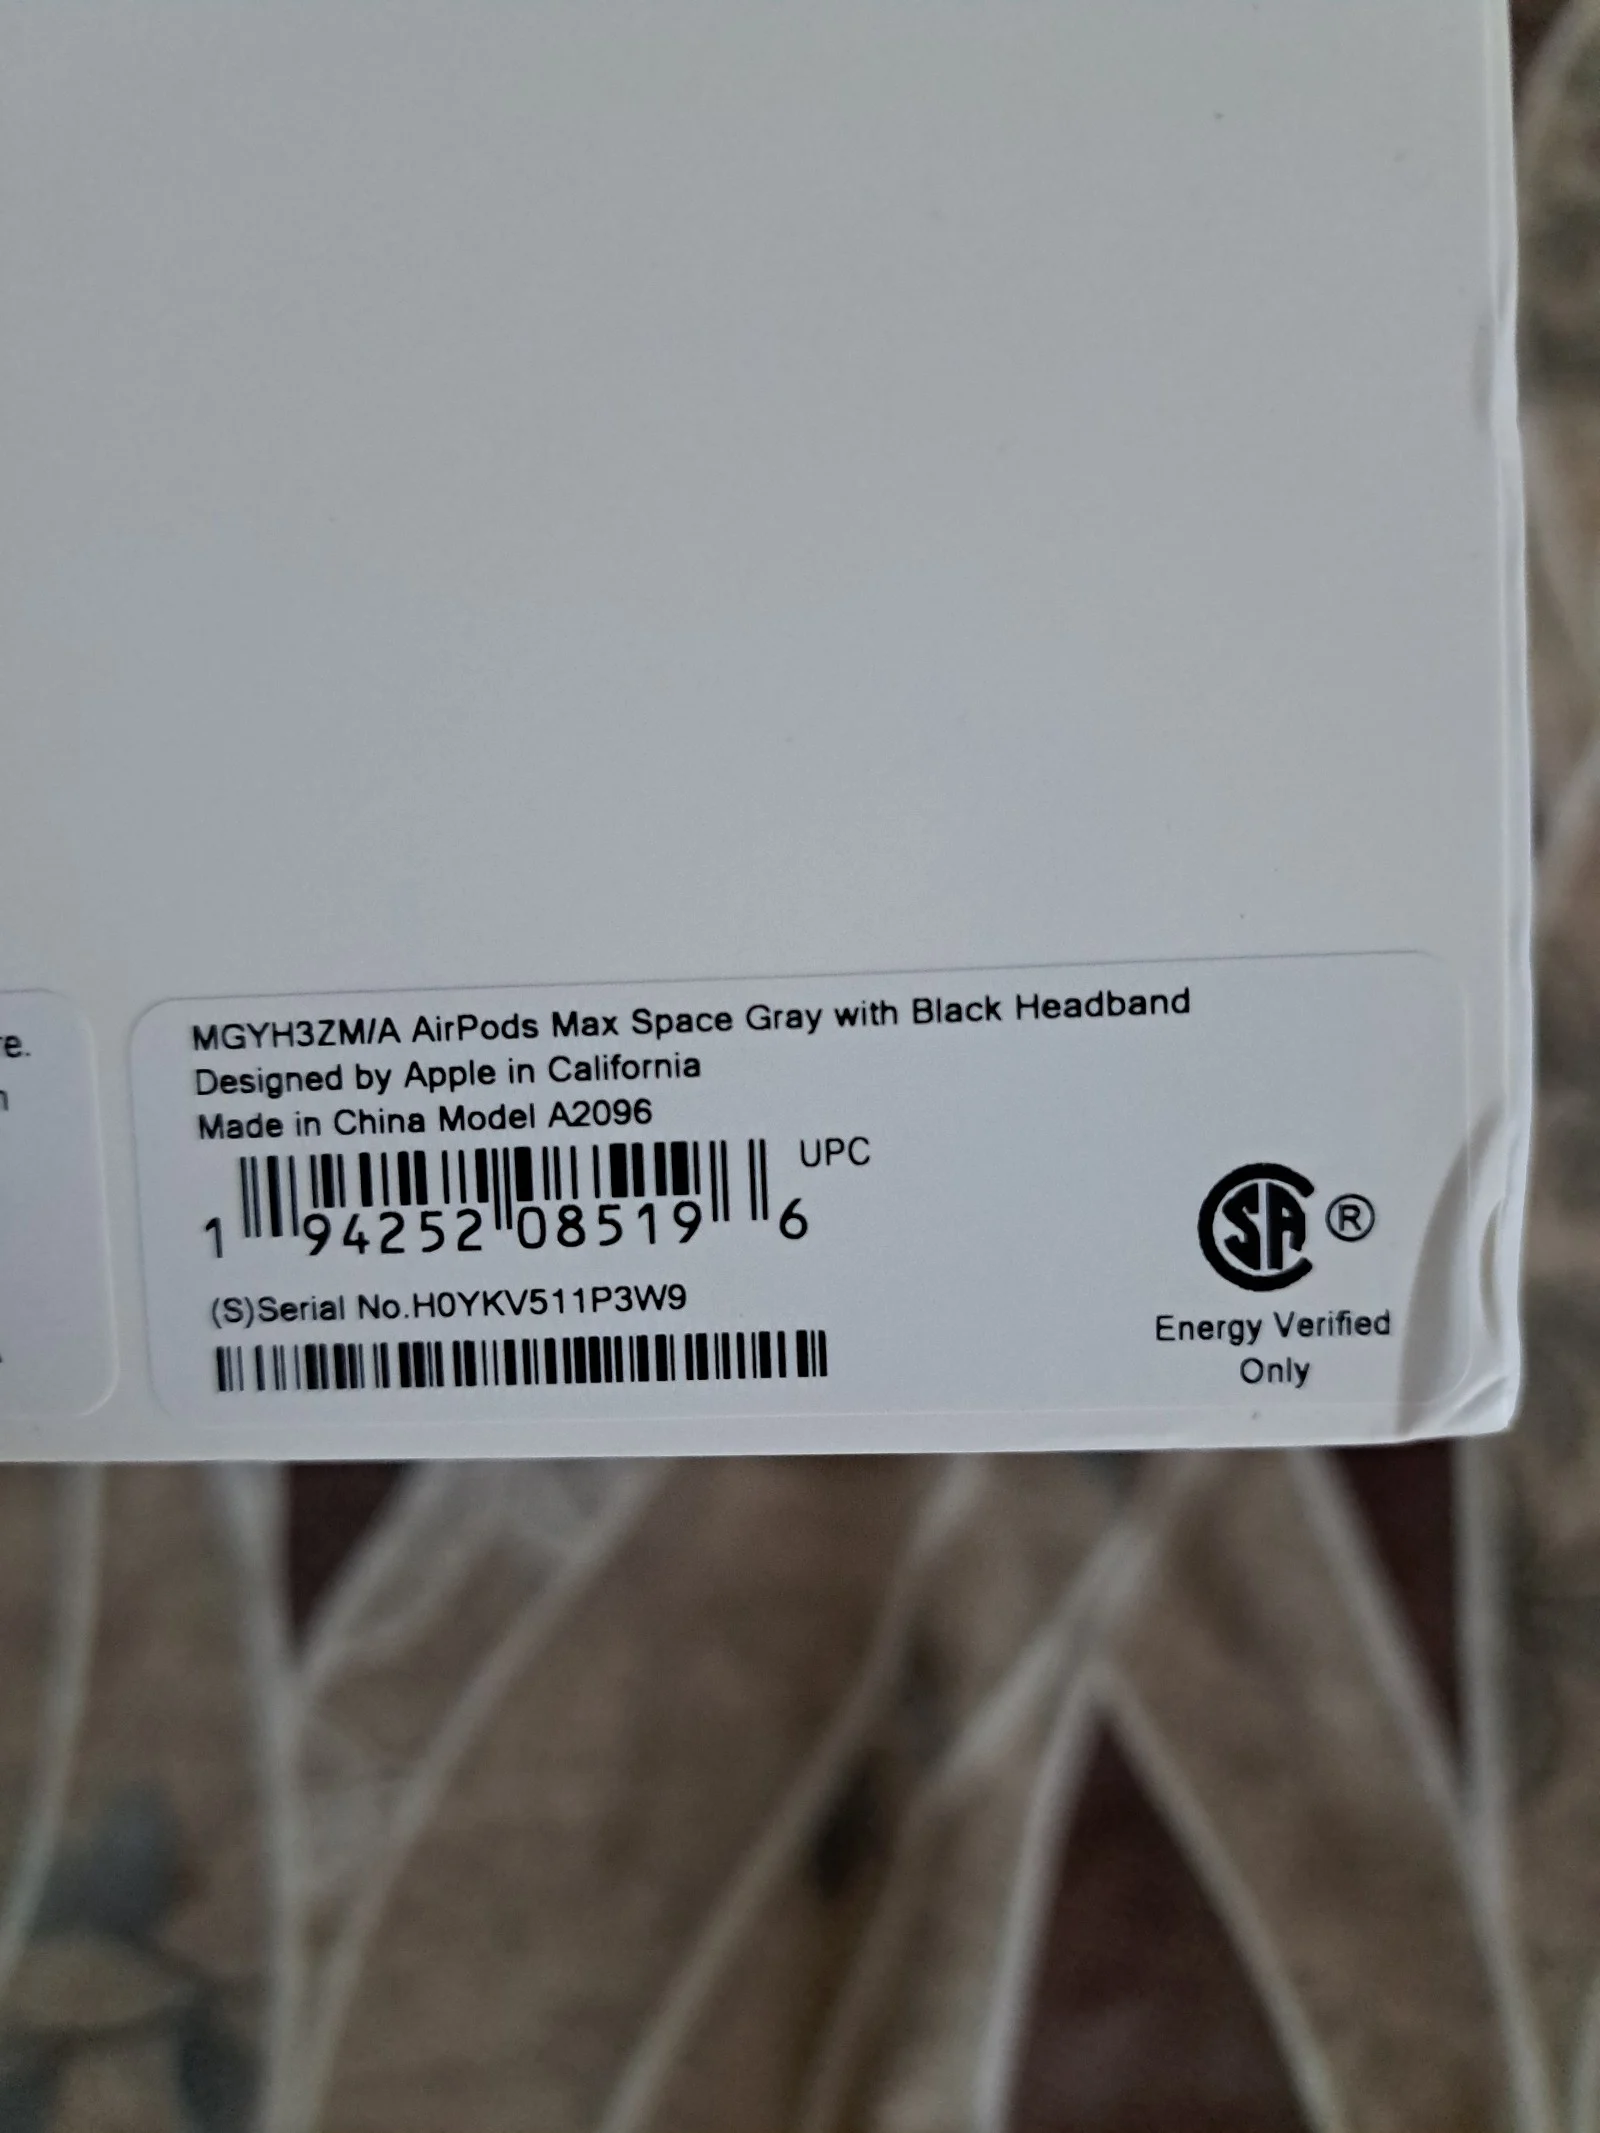 e.
MGYH3ZM/A AirPods Max Space Gray with Black Headband
Designed by Apple in California
Made in China Model A2096
UPC
1 94252 08519 6
(S)Serial No.H0YKV511P3W9
SA ®
Energy Verified
Only